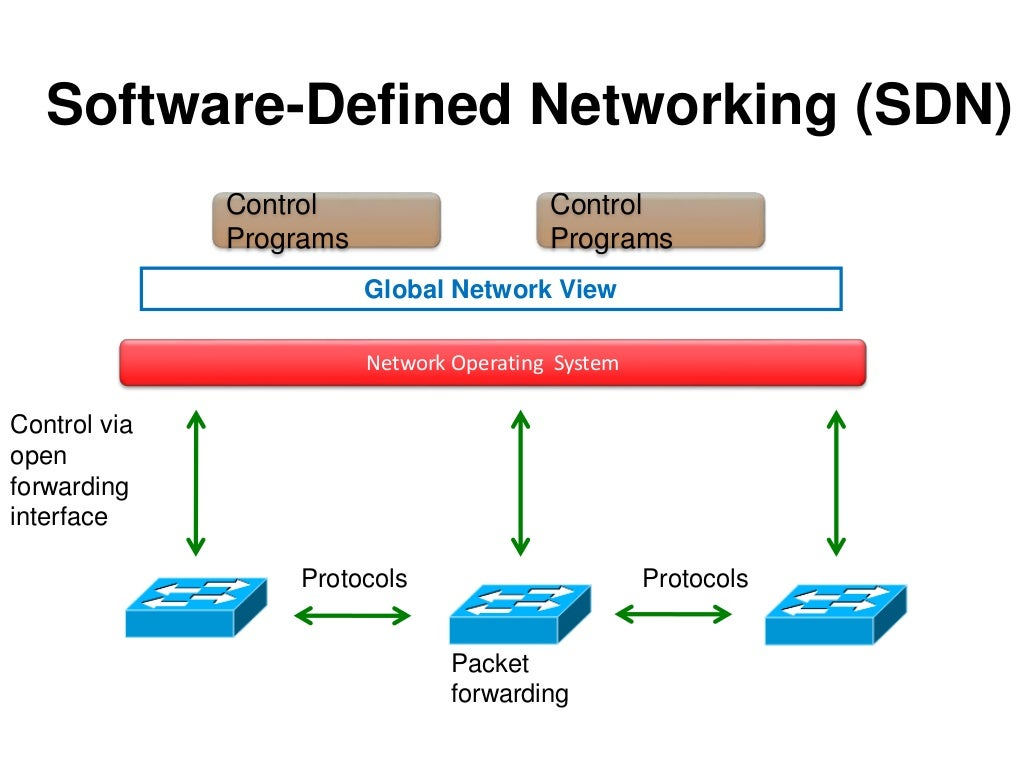 Software-Defined Networking (SDN)
Control
Programs
Control
Programs
Global Network View
Network Operating  System
Control via
open
forwarding
interface
Protocols
Protocols
Packet
forwarding